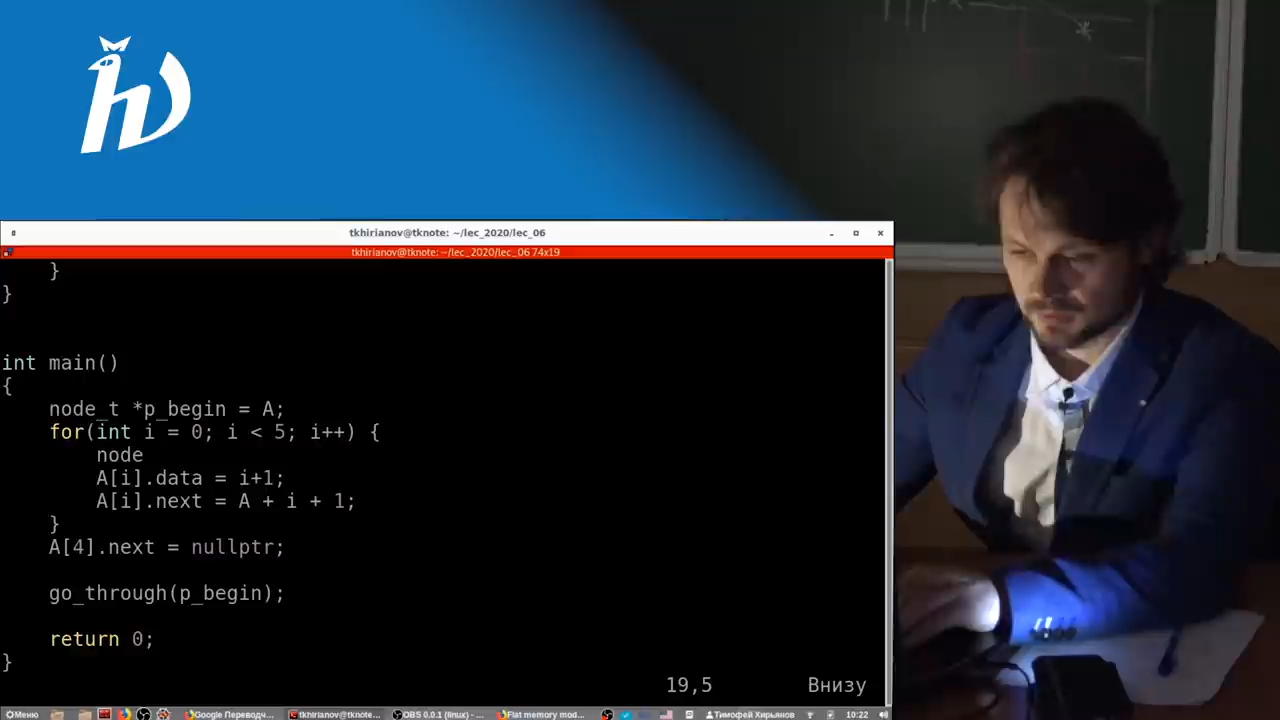 tkhirianov@tknote: ~/lec_2020/lec_06
tkhirianov@tknote: ~/lec_2020/lec_06 74x19
}
}
int main()
{
node_t *p_begin = A;
for(int i = 0; i < 5; i++) {
node
A[i].data = i+1;
A[i].next = A + i + 1;
}
A[4].next = nullptr;
go_through(p_begin);
return 0;
}
19,5 Внизу
Меню Google Переводч... tkhirianov@tknote... OBS 0.0.1 (linux) - ... Flat memory mod... Тимофей Хирьянов 10:22